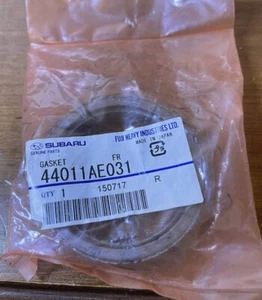 SUBARU
GENUINE PARTS
FUJI HEAVY INDUSTRIES LTD.
MADE IN JAPAN
GASKET FR
44011AE031
QTY 1 150717 R